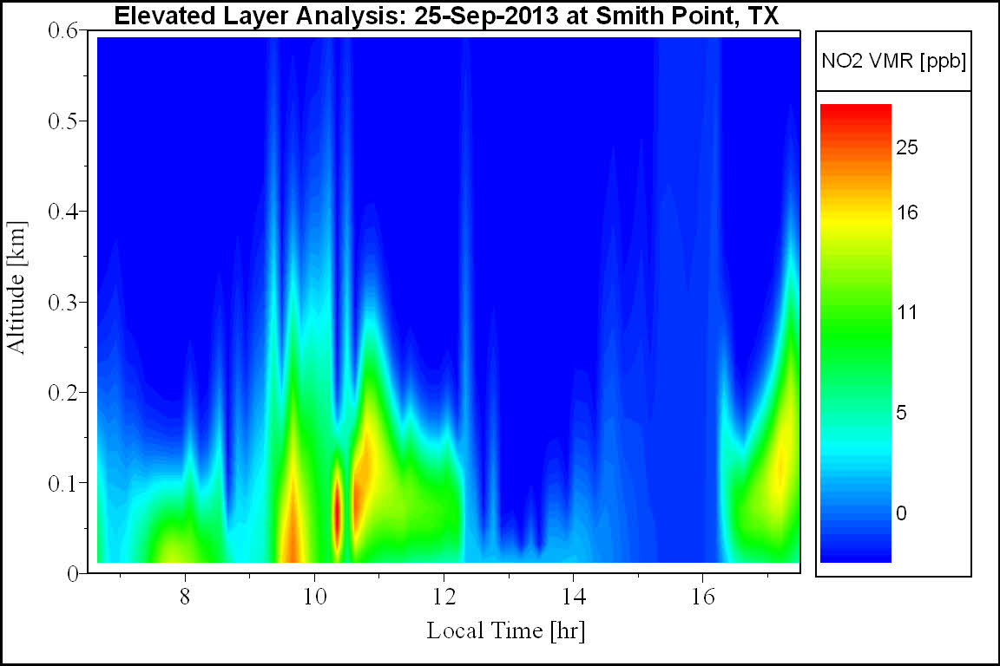 Elevated Layer Analysis: 25-Sep-2013 at Smith Point, TX
NO2 VMR [ppb]
25
16
11
5
0
Altitude [km]
0.6
0.5
0.4
0.3
0.2
0.1
0
8 10 12 14 16
Local Time [hr]